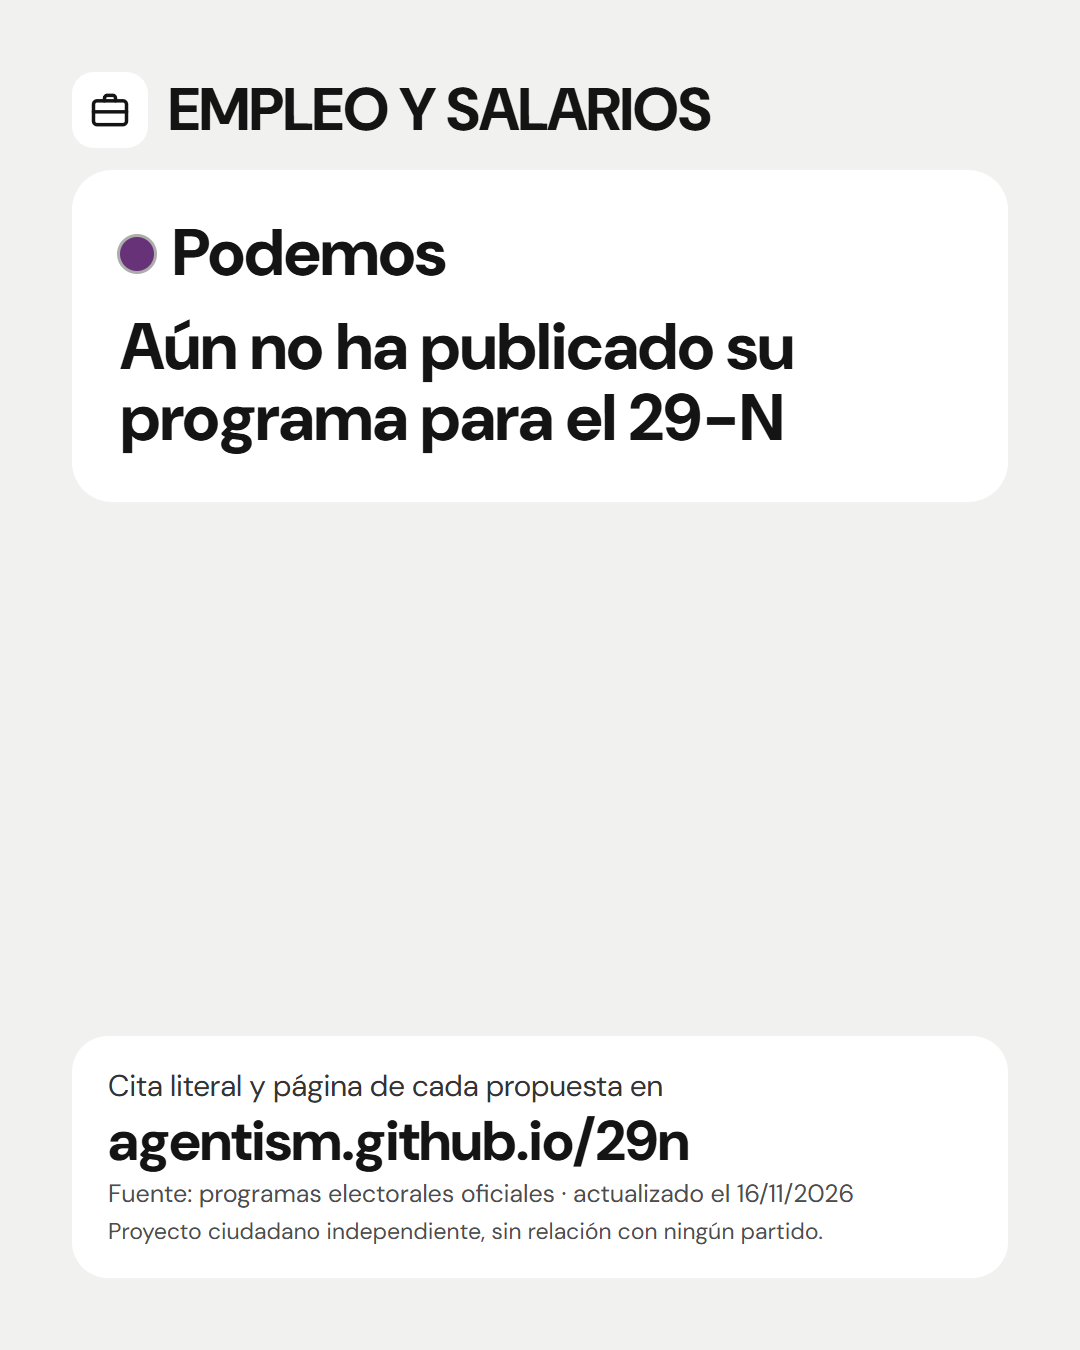 EMPLEO Y SALARIOS
Podemos
Aún no ha publicado su
programa para el 29-N
Cita literal y página de cada propuesta en
agentism.github.io/29n
Fuente: programas electorales oficiales · actualizado el 16/11/2026
Proyecto ciudadano independiente, sin relación con ningún partido.